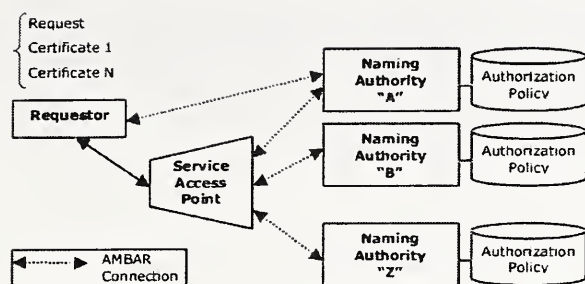 Request
Certificate 1
Certificate N
Requestor
Service
Access
Point
Naming
Authority
"A"
Authorization
Policy
Naming
Authority
"B"
Authorization
Policy
Naming
Authority
"Z"
Authorization
Policy
AMBAR
Connection